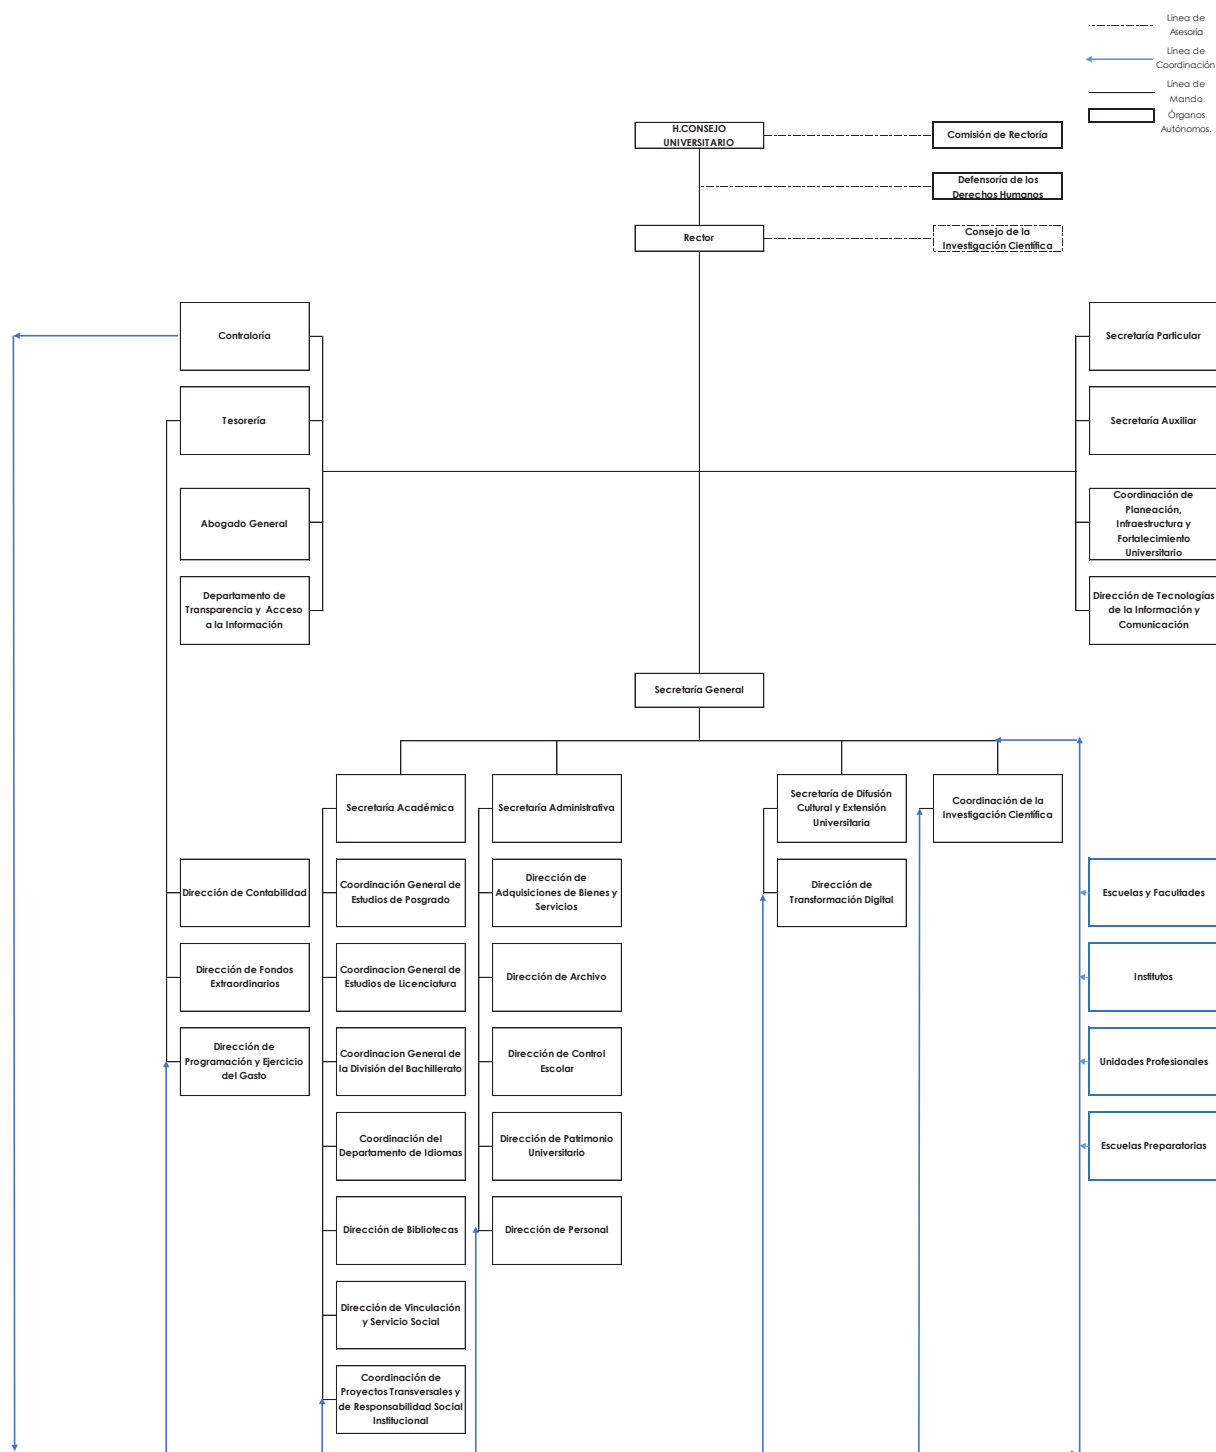 Línea de
Asesoría
Línea de
Coordinación
Línea de
Mando
Órganos
Autónomos.
H.CONSEJO
UNIVERSITARIO
Comisión de Rectoría
Defensoría de los
Derechos Humanos
Rector
Consejo de la
Investigación Científica
Contraloría
Secretaría Particular
Tesorería
Secretaría Auxiliar
Abogado General
Coordinación de
Planeación,
Infraestructura y
Fortalecimiento
Universitario
Departamento de
Transparencia y Acceso
a la Información
Dirección de Tecnologías
de la Información y
Comunicación
Secretaría General
Secretaría Académica
Secretaría Administrativa
Secretaría de Difusión
Cultural y Extensión
Universitaria
Coordinación de la
Investigación Científica
Dirección de Contabilidad
Coordinación General de
Estudios de Posgrado
Dirección de
Adquisiciones de Bienes y
Servicios
Dirección de
Transformación Digital
Escuelas y Facultades
Dirección de Fondos
Extraordinarios
Coordinacion General de
Estudios de Licenciatura
Dirección de Archivo
Institutos
Dirección de
Programación y Ejercicio
del Gasto
Coordinacion General de
la División del Bachillerato
Dirección de Control
Escolar
Unidades Profesionales
Coordinación del
Departamento de Idiomas
Dirección de Patrimonio
Universitario
Escuelas Preparatorias
Dirección de Bibliotecas
Dirección de Personal
Dirección de Vinculación
y Servicio Social
Coordinación de
Proyectos Transversales y
de Responsabilidad Social
Institucional